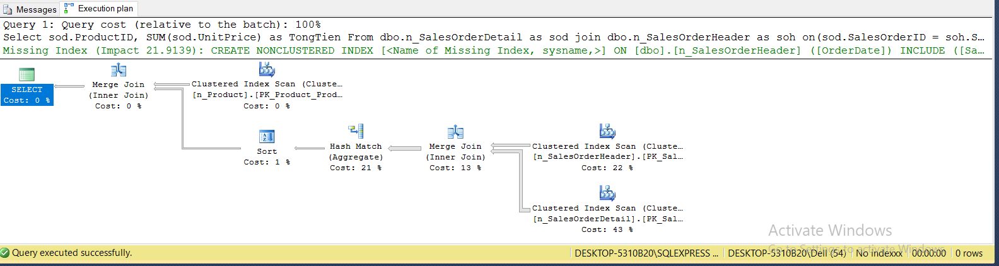 Messages Execution plan
Query 1: Query cost (relative to the batch): 100%
Select sod.ProductID, SUM(sod.UnitPrice) as TongTien From dbo.n_SalesOrderDetail as sod join dbo.n_SalesOrderHeader as soh on(sod.SalesOrderID = soh.S…
Missing Index (Impact 21.9139): CREATE NONCLUSTERED INDEX [<Name of Missing Index, sysname,>] ON [dbo].[n_SalesOrderHeader] ([OrderDate]) INCLUDE ([Sa…
SELECT
Cost: 0 %
Merge Join
(Inner Join)
Cost: 0 %
Clustered Index Scan (Cluste…
[n_Product].[PK_Product_Prod…
Cost: 0 %
Sort
Cost: 1 %
Hash Match
(Aggregate)
Cost: 21 %
Merge Join
(Inner Join)
Cost: 13 %
Clustered Index Scan (Cluste…
[n_SalesOrderHeader].[PK_Sal…
Cost: 22 %
Clustered Index Scan (Cluste…
[n_SalesOrderDetail].[PK_Sal…
Cost: 43 %
Activate Windows
Go to Settings to activate Windows.
Query executed successfully.
DESKTOP-5310B20\SQLEXPRESS ... DESKTOP-5310B20\Dell (54) No indexxx 00:00:00 0 rows